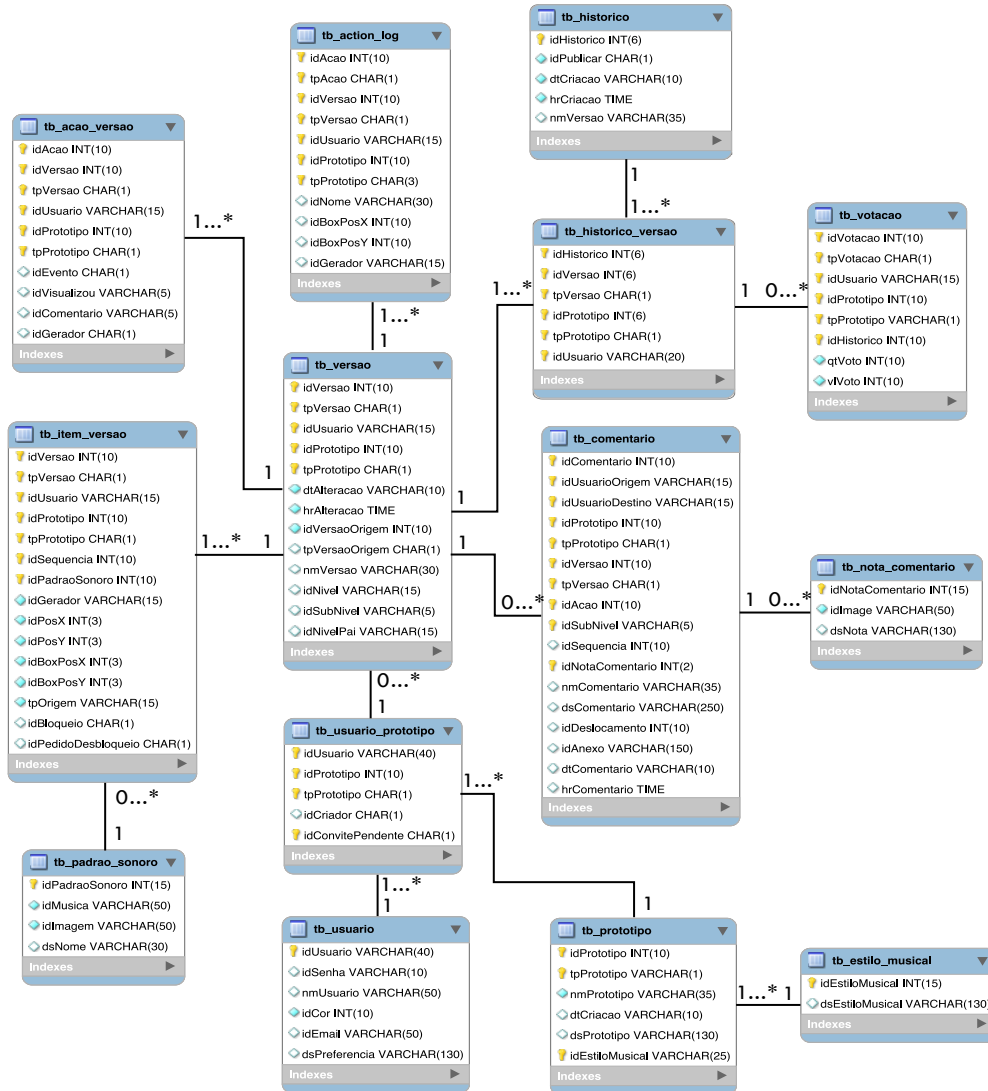 tb_action_log
idAcao INT(10)
tpAcao CHAR(1)
idVersao INT(10)
tpVersao CHAR(1)
idUsuario VARCHAR(15)
idPrototipo INT(10)
tpPrototipo CHAR(3)
idNome VARCHAR(30)
idBoxPosX INT(10)
idBoxPosY INT(10)
idGerador VARCHAR(15)
Indexes
1...*
1
tb_historico
idHistorico INT(6)
idPublicar CHAR(1)
dtCriacao VARCHAR(10)
hrCriacao TIME
nmVersao VARCHAR(35)
Indexes
1
1...*
tb_acao_versao
idAcao INT(10)
idVersao INT(10)
tpVersao CHAR(1)
idUsuario VARCHAR(15)
idPrototipo INT(10)
tpPrototipo CHAR(1)
idEvento CHAR(1)
idVisualizou VARCHAR(5)
idComentario VARCHAR(5)
idGerador CHAR(1)
Indexes
1...*
1
tb_historico_versao
idHistorico INT(6)
idVersao INT(6)
tpVersao CHAR(1)
idPrototipo INT(6)
tpPrototipo CHAR(1)
idUsuario VARCHAR(20)
Indexes
1...*
1
1 0...*
tb_votacao
idVotacao INT(10)
tpVotacao CHAR(1)
idUsuario VARCHAR(15)
idPrototipo INT(10)
tpPrototipo VARCHAR(1)
idHistorico INT(10)
qtVoto INT(10)
vlVoto INT(10)
Indexes
tb_versao
idVersao INT(10)
tpVersao CHAR(1)
idUsuario VARCHAR(15)
idPrototipo INT(10)
tpPrototipo CHAR(1)
dtAlteracao VARCHAR(10)
hrAlteracao TIME
idVersaoOrigem INT(10)
tpVersaoOrigem CHAR(1)
nmVersao VARCHAR(30)
idNivel VARCHAR(15)
idSubNivel VARCHAR(5)
idNivelPai VARCHAR(15)
Indexes
0...*
1
tb_item_versao
idVersao INT(10)
tpVersao CHAR(1)
idUsuario VARCHAR(15)
idPrototipo INT(10)
tpPrototipo CHAR(1)
idSequencia INT(10)
idPadraoSonoro INT(10)
idGerador VARCHAR(15)
idPosX INT(3)
idPosY INT(3)
idBoxPosX INT(3)
idBoxPosY INT(3)
tpOrigem VARCHAR(15)
idBloqueio CHAR(1)
idPedidoDesbloqueio CHAR(1)
Indexes
1...* 1
0...*
1
tb_comentario
idComentario INT(10)
idUsuarioOrigem VARCHAR(15)
idUsuarioDestino VARCHAR(15)
idPrototipo INT(10)
tpPrototipo CHAR(1)
idVersao INT(10)
tpVersao CHAR(1)
idAcao INT(10)
idSubNivel VARCHAR(5)
idSequencia INT(10)
idNotaComentario INT(2)
nmComentario VARCHAR(35)
dsComentario VARCHAR(250)
idDeslocamento INT(10)
idAnexo VARCHAR(150)
dtComentario VARCHAR(10)
hrComentario TIME
Indexes
1
0...*
1 0...*
tb_nota_comentario
idNotaComentario INT(15)
idImage VARCHAR(50)
dsNota VARCHAR(130)
Indexes
tb_usuario_prototipo
idUsuario VARCHAR(40)
idPrototipo INT(10)
tpPrototipo CHAR(1)
idCriador CHAR(1)
idConvitePendente CHAR(1)
Indexes
1...*
1
1...*
1
tb_padrao_sonoro
idPadraoSonoro INT(15)
idMusica VARCHAR(50)
idImagem VARCHAR(50)
dsNome VARCHAR(30)
Indexes
tb_usuario
idUsuario VARCHAR(40)
idSenha VARCHAR(10)
nmUsuario VARCHAR(50)
idCor INT(10)
idEmail VARCHAR(50)
dsPreferencia VARCHAR(130)
Indexes
tb_prototipo
idPrototipo INT(10)
tpPrototipo VARCHAR(1)
nmPrototipo VARCHAR(35)
dtCriacao VARCHAR(10)
dsPrototipo VARCHAR(130)
idEstiloMusical VARCHAR(25)
Indexes
1...* 1
tb_estilo_musical
idEstiloMusical INT(15)
dsEstiloMusical VARCHAR(130)
Indexes